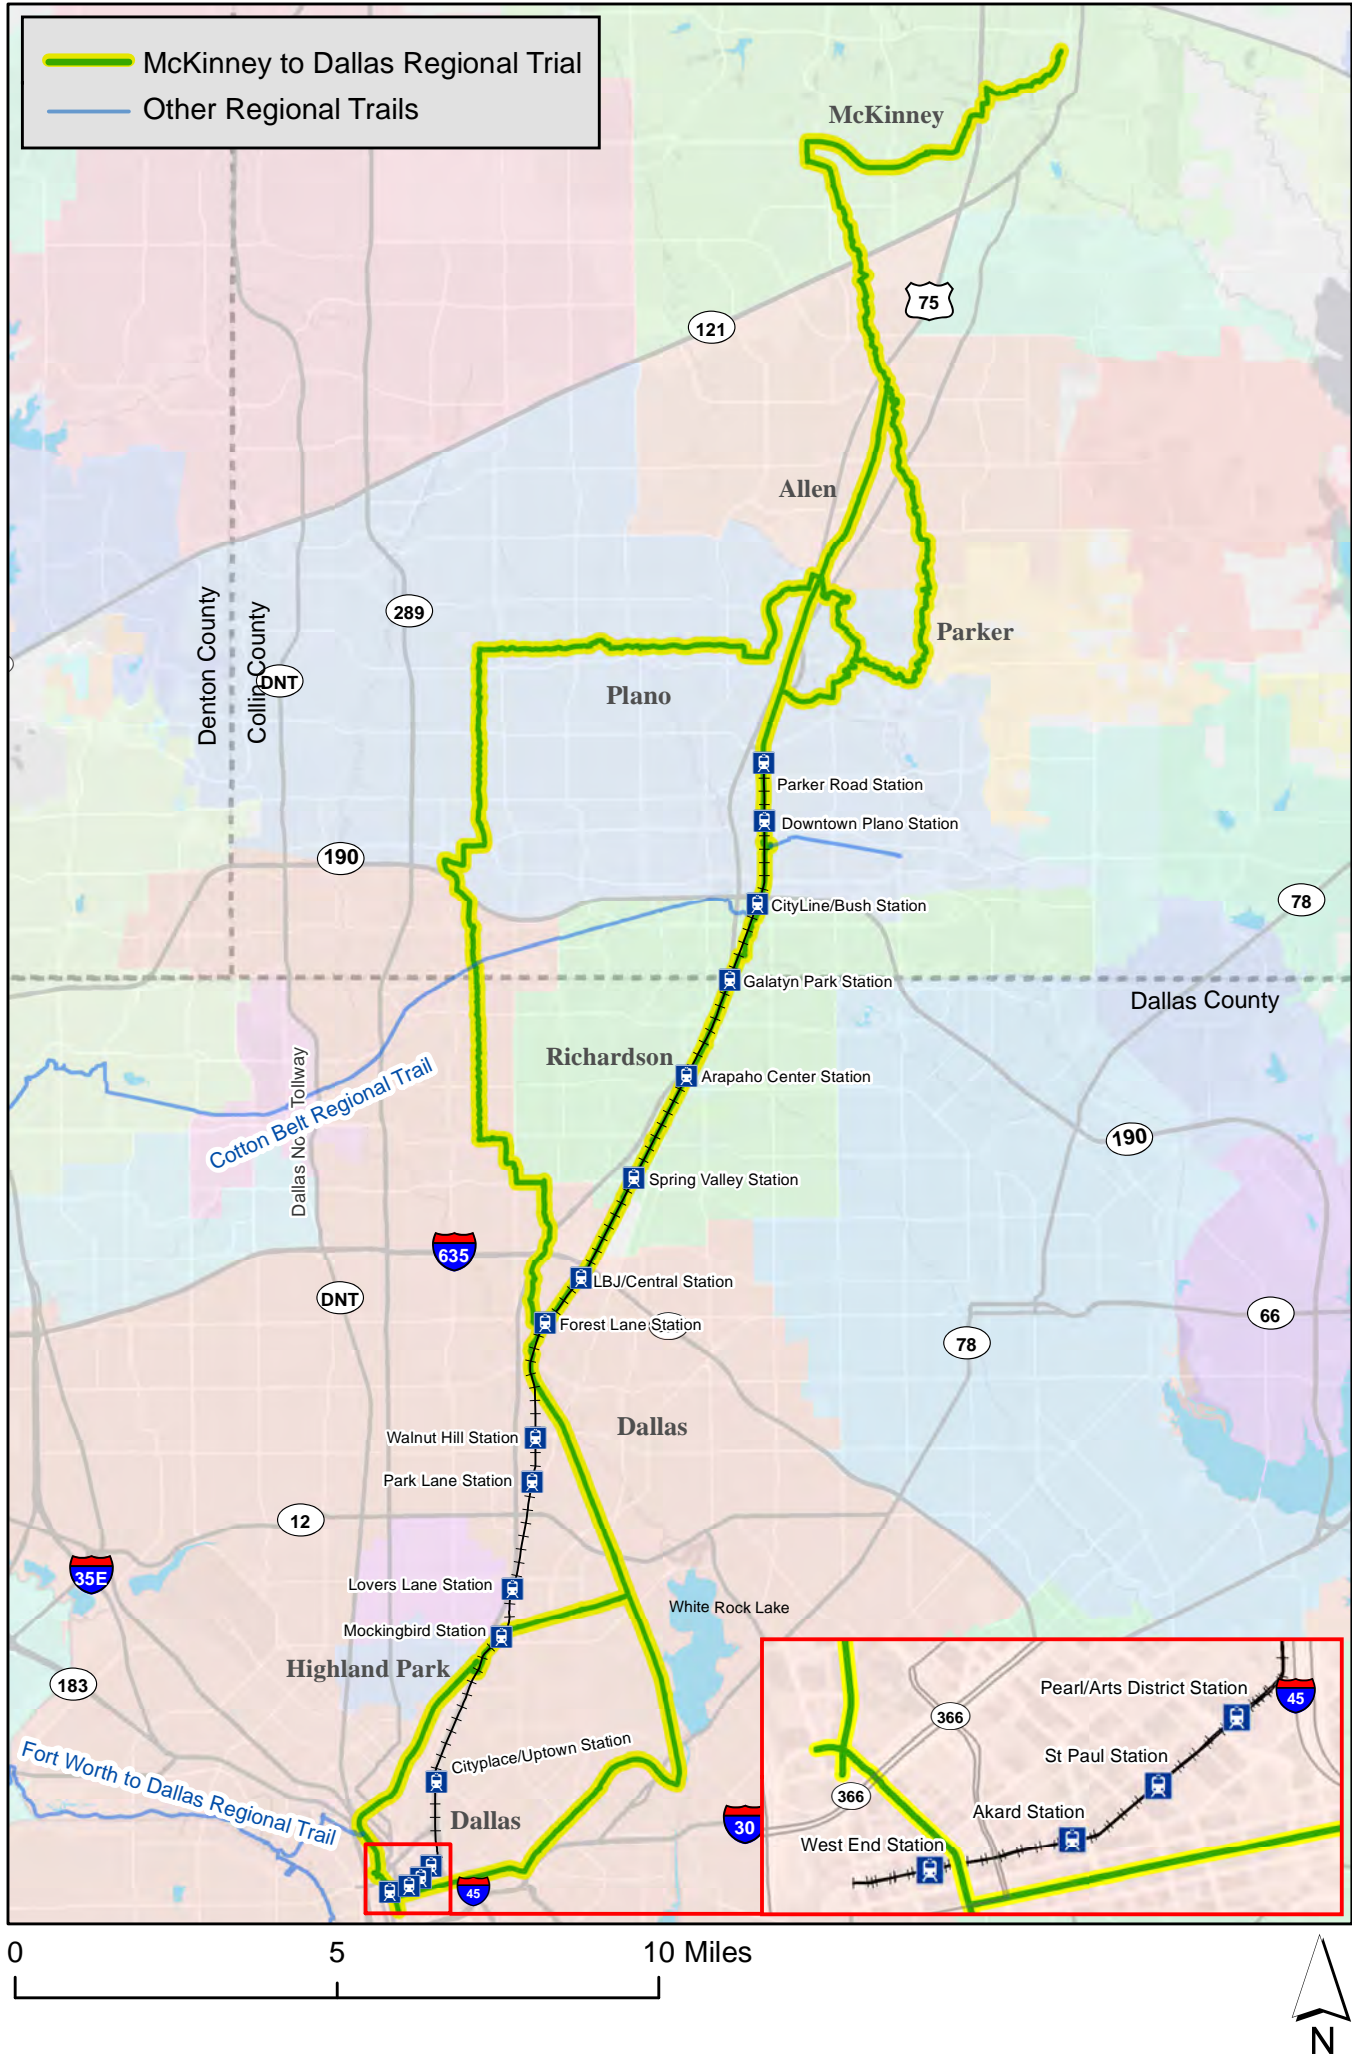 McKinney to Dallas Regional Trial
Other Regional Trails
McKinney
75
121
Allen
289
Denton County
Collin County
DNT
Parker
Plano
Parker Road Station
Downtown Plano Station
190
CityLine/Bush Station
78
Galatyn Park Station
Dallas County
Richardson
Arapaho Center Station
Cotton Belt Regional Trail
Dallas No Tollway
190
Spring Valley Station
635
LBJ/Central Station
DNT
Forest Lane Station
66
78
Dallas
Walnut Hill Station
Park Lane Station
12
35E
Lovers Lane Station
White Rock Lake
Mockingbird Station
Highland Park
183
Cityplace/Uptown Station
Fort Worth to Dallas Regional Trail
Dallas
30
45
Pearl/Arts District Station
45
366
St Paul Station
366
Akard Station
West End Station
0 5 10 Miles
N